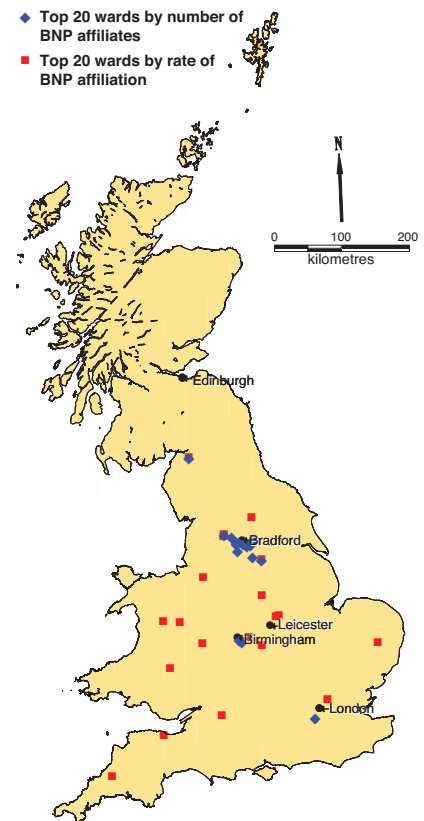 Top 20 wards by number of
BNP affiliates
Top 20 wards by rate of
BNP affiliation
N
0 100 200
kilometres
Edinburgh
Bradford
Leicester
Birmingham
London